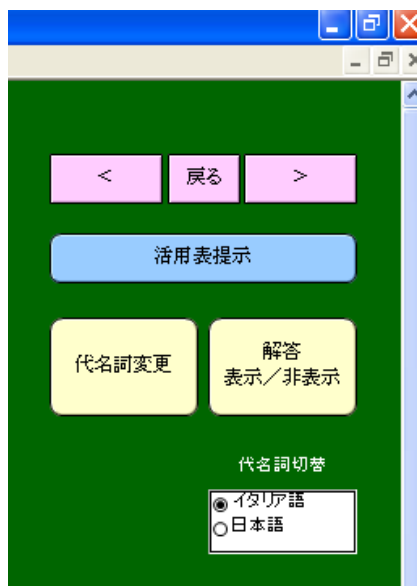 < 戻る >
活用表提示
代名詞変更
解答
表示／非表示
代名詞切替
イタリア語
日本語